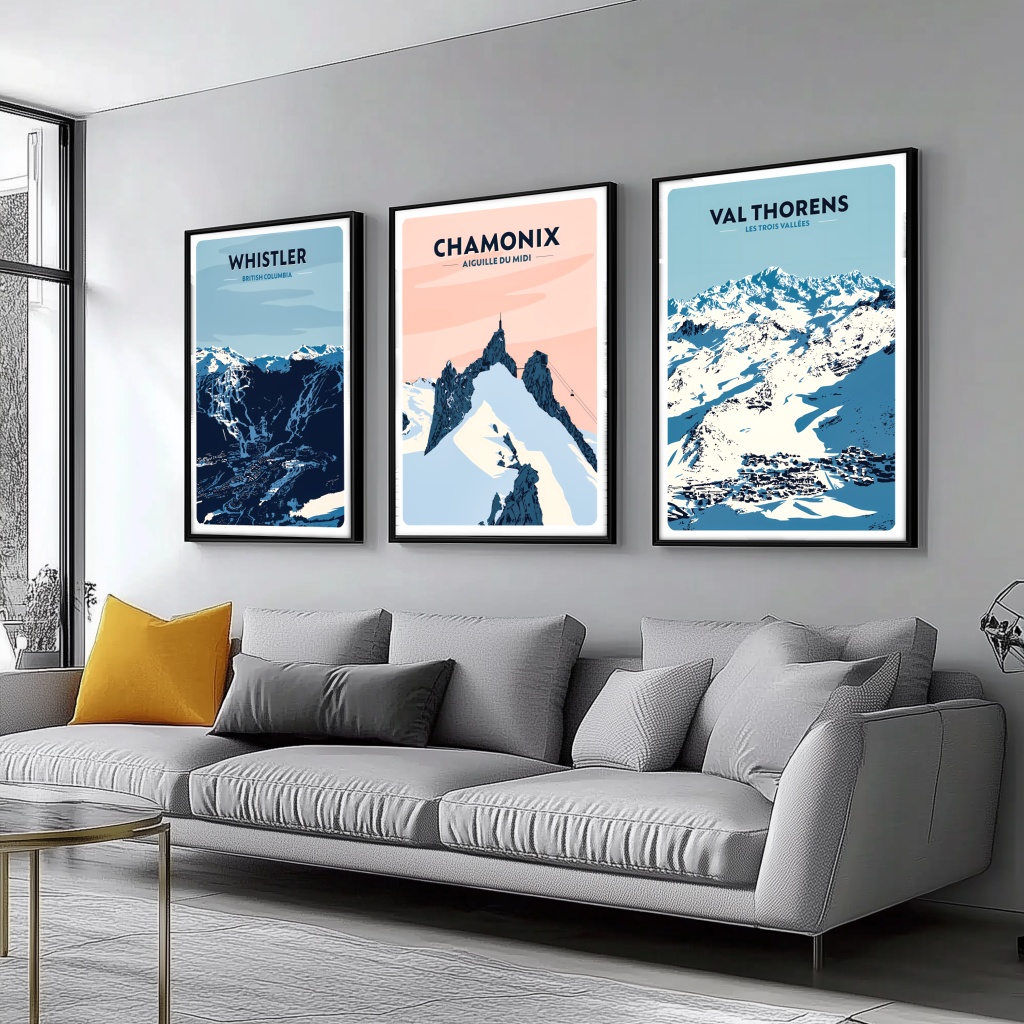 WHISTLER
BRITISH COLUMBIA
CHAMONIX
AIGUILLE DU MIDI
VAL THORENS
LES TROIS VALLÉES